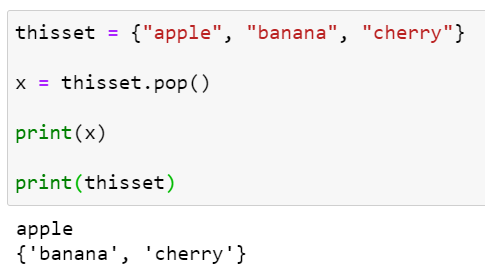 thisset = {"apple", "banana", "cherry"}
x = thisset.pop()
print(x)
print(thisset)
apple
{'banana', 'cherry'}